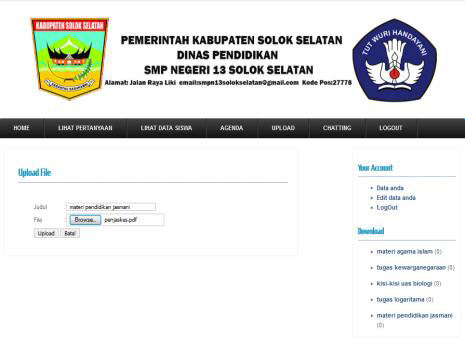 KABUPATEN SOLOK SELATAN
PEMERINTAH KABUPATEN SOLOK SELATAN
DINAS PENDIDIKAN
SMP NEGERI 13 SOLOK SELATAN
Alamat: Jalan Raya Liki email:smpn13solokselatan@gmail.com Kode Pos:27778
TUT WURI HANDAYANI
HOME LIHAT PERTANYAAN LIHAT DATA SISWA AGENDA UPLOAD CHATTING LOGOUT
Upload File
Judul : materi pendidikan jasmani
File : Browse... penjaskes.pdf
Upload Batal
Your Account
Data anda
Edit data anda
LogOut
Download
materi agama islam (0)
tugas kewarganegaraan (0)
kisi-kisi uas biologi (0)
tugas logaritama (0)
materi pendidikan jasmani
(0)